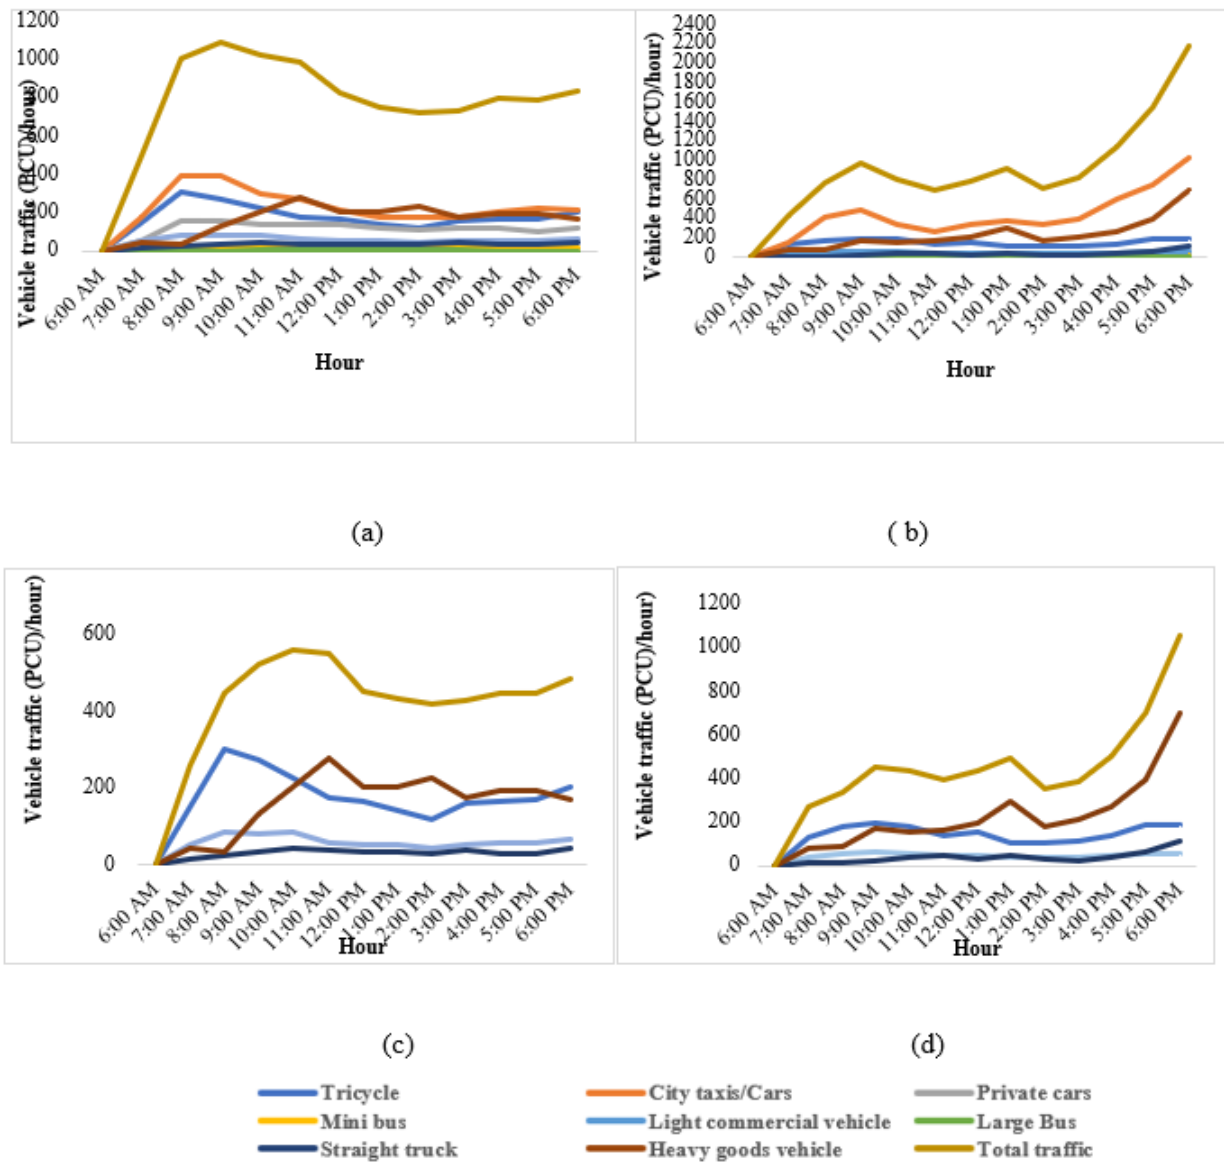 1200
1000
800
600
400
200
0
Vehicle traffic (PCU)/hour
6:00 AM
7:00 AM
8:00 AM
9:00 AM
10:00 AM
11:00 AM
12:00 PM
1:00 PM
2:00 PM
3:00 PM
4:00 PM
5:00 PM
6:00 PM
Hour
2400
2200
2000
1800
1600
1400
1200
1000
800
600
400
200
0
Vehicle traffic (PCU)/hour
6:00 AM
7:00 AM
8:00 AM
9:00 AM
10:00 AM
11:00 AM
12:00 PM
1:00 PM
2:00 PM
3:00 PM
4:00 PM
5:00 PM
6:00 PM
Hour
(a)
( b)
600
400
200
0
Vehicle traffic (PCU)/hour)
6:00 AM
7:00 AM
8:00 AM
9:00 AM
10:00 AM
11:00 AM
12:00 PM
1:00 PM
2:00 PM
3:00 PM
4:00 PM
5:00 PM
6:00 PM
Hour
1200
1000
800
600
400
200
0
Vehicle traffic (PCU)/hour)
6:00 AM
7:00 AM
8:00 AM
9:00 AM
10:00 AM
11:00 AM
12:00 PM
1:00 PM
2:00 PM
3:00 PM
4:00 PM
5:00 PM
6:00 PM
Hour
(c)
(d)
Tricycle City taxis/Cars Private cars
Mini bus Light commercial vehicle Large Bus
Straight truck Heavy goods vehicle Total traffic